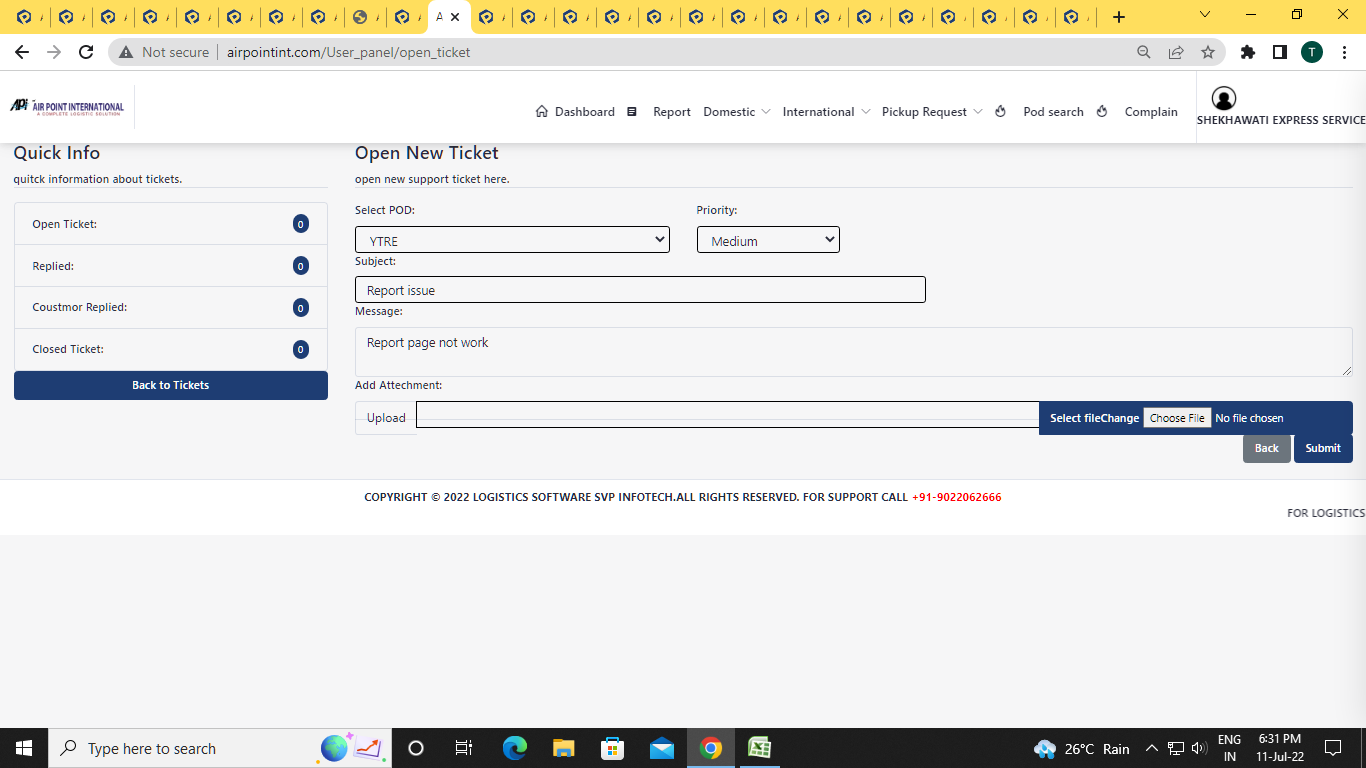 Not secure
airpointint.com/User_panel/open_ticket
T
APi AIR POINT INTERNATIONAL
A COMPLETE LOGISTIC SOLUTION
Dashboard
Report
Domestic
International
Pickup Request
Pod search
Complain
SHEKHAWATI EXPRESS SERVICE
Quick Info
quitck information about tickets.
Open Ticket: 0
Replied: 0
Coustmor Replied: 0
Closed Ticket: 0
Back to Tickets
Open New Ticket
open new support ticket here.
Select POD:
Priority:
YTRE
Medium
Subject:
Report issue
Message:
Report page not work
Add Attechment:
Upload
Select fileChange Choose File No file chosen
Back Submit
COPYRIGHT © 2022 LOGISTICS SOFTWARE SVP INFOTECH.ALL RIGHTS RESERVED. FOR SUPPORT CALL +91-9022062666
FOR LOGISTICS
Type here to search
26°C Rain
ENG
IN
6:31 PM
11-Jul-22